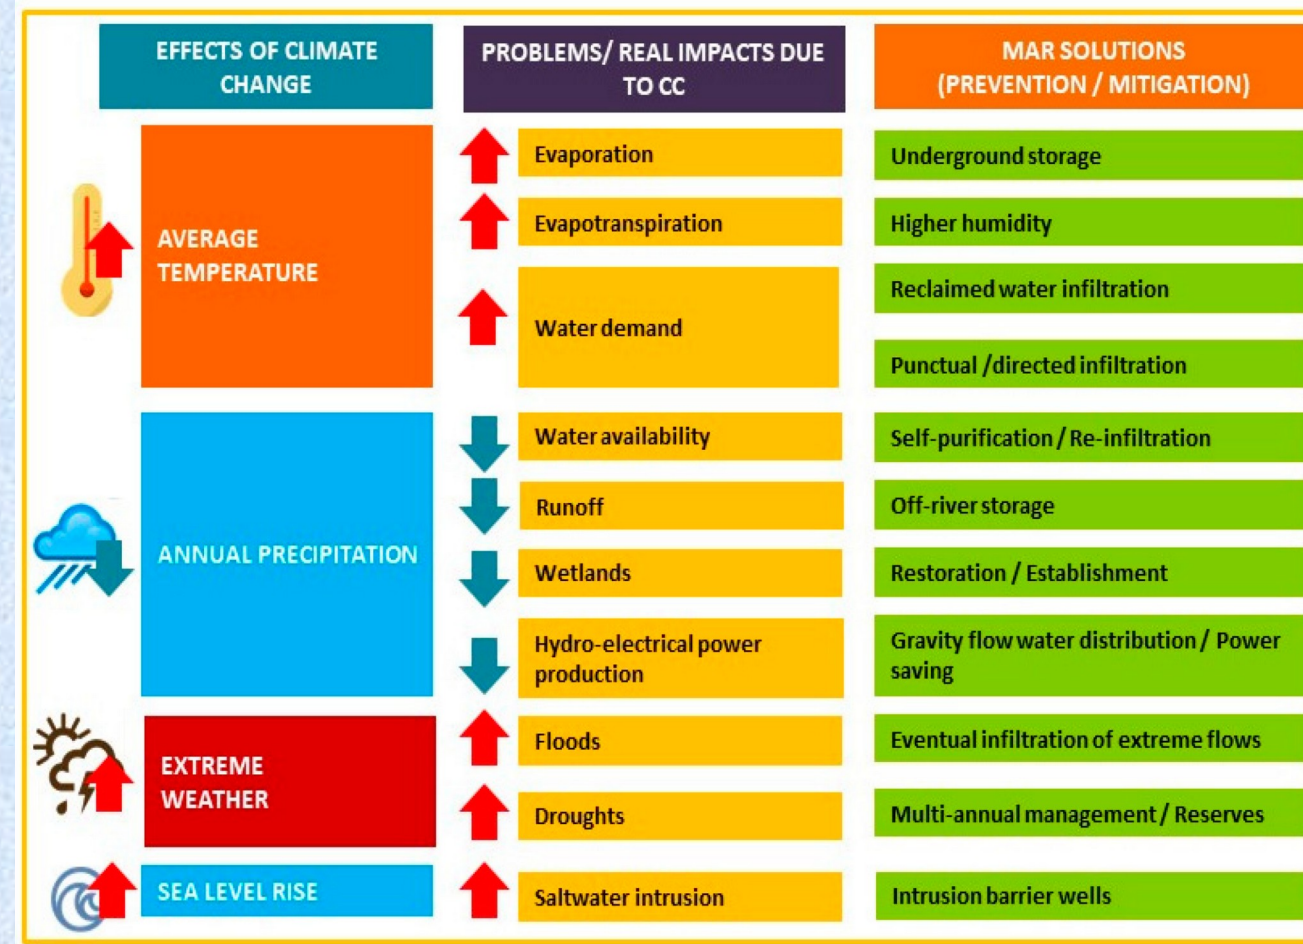 EFFECTS OF CLIMATE
CHANGE
PROBLEMS/ REAL IMPACTS DUE
TO CC
MAR SOLUTIONS
(PREVENTION / MITIGATION)
AVERAGE
TEMPERATURE
Evaporation
Underground storage
Evapotranspiration
Higher humidity
Water demand
Reclaimed water infiltration
Punctual /directed infiltration
ANNUAL PRECIPITATION
Water availability
Self-purification / Re-infiltration
Runoff
Off-river storage
Wetlands
Restoration / Establishment
Hydro-electrical power
production
Gravity flow water distribution / Power
saving
EXTREME
WEATHER
Floods
Eventual infiltration of extreme flows
Droughts
Multi-annual management / Reserves
SEA LEVEL RISE
Saltwater intrusion
Intrusion barrier wells